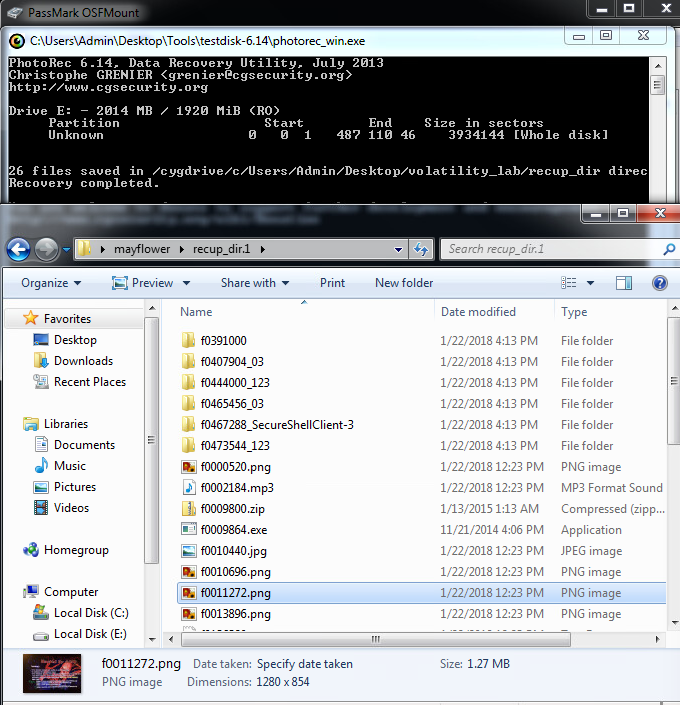 PassMark OSFMount
C:\Users\Admin\Desktop\Tools\testdisk-6.14\photorec_win.exe
PhotoRec 6.14, Data Recovery Utility, July 2013
Christophe GRENIER <grenier@cgsecurity.org>
http://www.cgsecurity.org
Drive E: - 2014 MB / 1920 MiB (RO)
Partition Start End Size in sectors
Unknown 0 0 1 487 110 46 3934144 [Whole disk]
26 files saved in /cygdrive/c/Users/Admin/Desktop/volatility_lab/recup_dir direc
Recovery completed.
mayflower recup_dir.1 Search recup_dir.1
Organize Preview Share with Print New folder
Favorites
Desktop
Downloads
Recent Places
Libraries
Documents
Music
Pictures
Videos
Homegroup
Computer
Local Disk (C:)
Local Disk (E:)
Name Date modified Type
f0391000 1/22/2018 4:13 PM File folder
f0407904_03 1/22/2018 4:13 PM File folder
f0444000_123 1/22/2018 4:13 PM File folder
f0465456_03 1/22/2018 4:13 PM File folder
f0467288_SecureShellClient-3 1/22/2018 4:13 PM File folder
f0473544_123 1/22/2018 4:13 PM File folder
f0000520.png 1/22/2018 12:23 PM PNG image
f0002184.mp3 1/22/2018 12:23 PM MP3 Format Sound
f0009800.zip 1/13/2015 1:13 AM Compressed (zipp...
f0009864.exe 11/21/2014 4:06 PM Application
f0010440.jpg 1/22/2018 12:23 PM JPEG image
f0010696.png 1/22/2018 12:23 PM PNG image
f0011272.png 1/22/2018 12:23 PM PNG image
f0013896.png 1/22/2018 12:23 PM PNG image
f0011272.png Date taken: Specify date taken Size: 1.27 MB
PNG image Dimensions: 1280 x 854